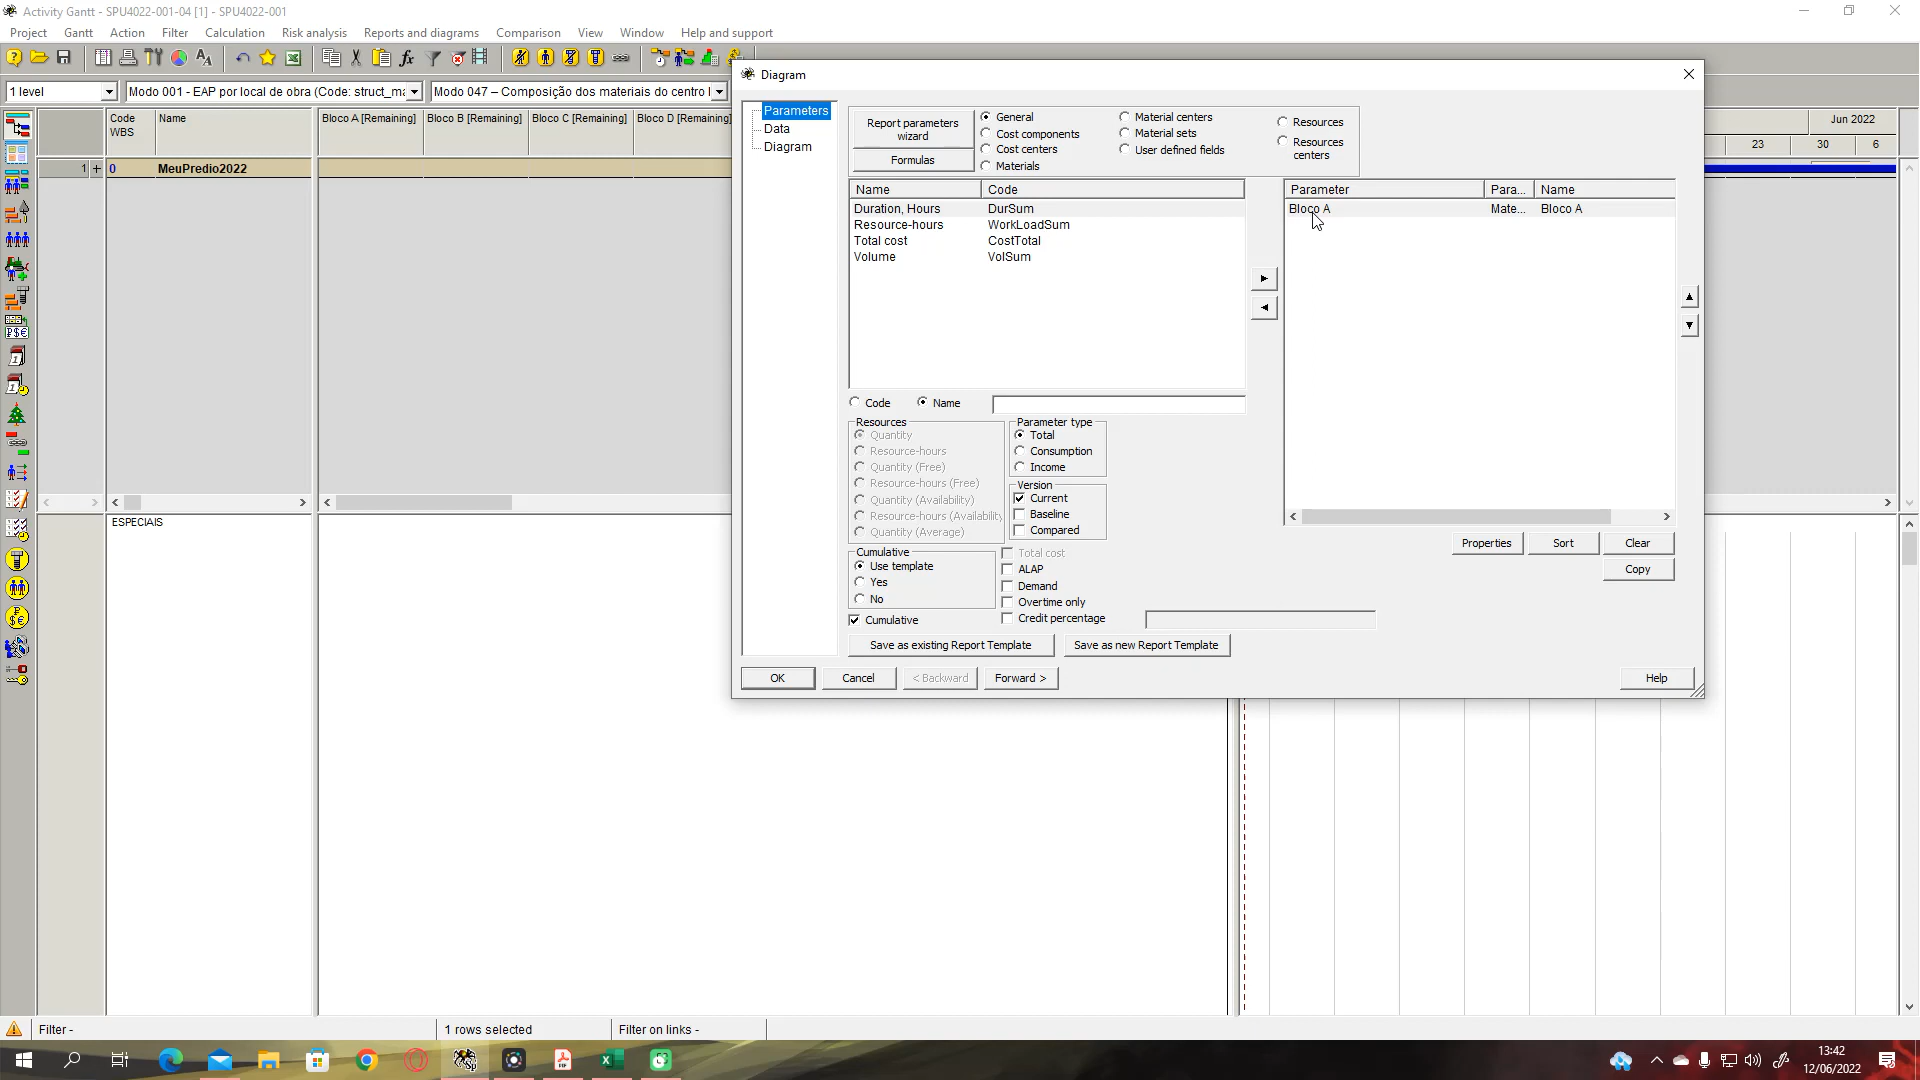 Activity Gantt - SPU4022-001-04 [1] - SPU4022-001
Project Gantt Action Filter Calculation Risk analysis Reports and diagrams Comparison View Window Help and support
1 level Modo 001 - EAP por local de obra (Code: struct_ma Modo 047 – Composição dos materiais do centro
Code WBS Name Bloco A [Remaining] Bloco B [Remaining] Bloco C [Remaining] Bloco D [Remaining] Jun 2022
23 30 6
1 + 0 MeuPredio2022
ESPECIAIS
Diagram
Parameters
Data
Diagram
Report parameters wizard
Formulas
General
Cost components
Cost centers
Materials
Material centers
Material sets
User defined fields
Resources
Resources centers
Name Code
Duration, Hours DurSum
Resource-hours WorkLoadSum
Total cost CostTotal
Volume VolSum
Parameter Para... Name
Bloco A Mate... Bloco A
Code Name
Resources
Quantity
Resource-hours
Quantity (Free)
Resource-hours (Free)
Quantity (Availability)
Resource-hours (Availability
Quantity (Average)
Parameter type
Total
Consumption
Income
Version
Current
Baseline
Compared
Cumulative
Use template
Yes
No
Cumulative
Total cost
ALAP
Demand
Overtime only
Credit percentage
Properties Sort Clear
Copy
Save as existing Report Template Save as new Report Template
OK Cancel < Backward Forward > Help
Filter - 1 rows selected Filter on links -
13:42
12/06/2022